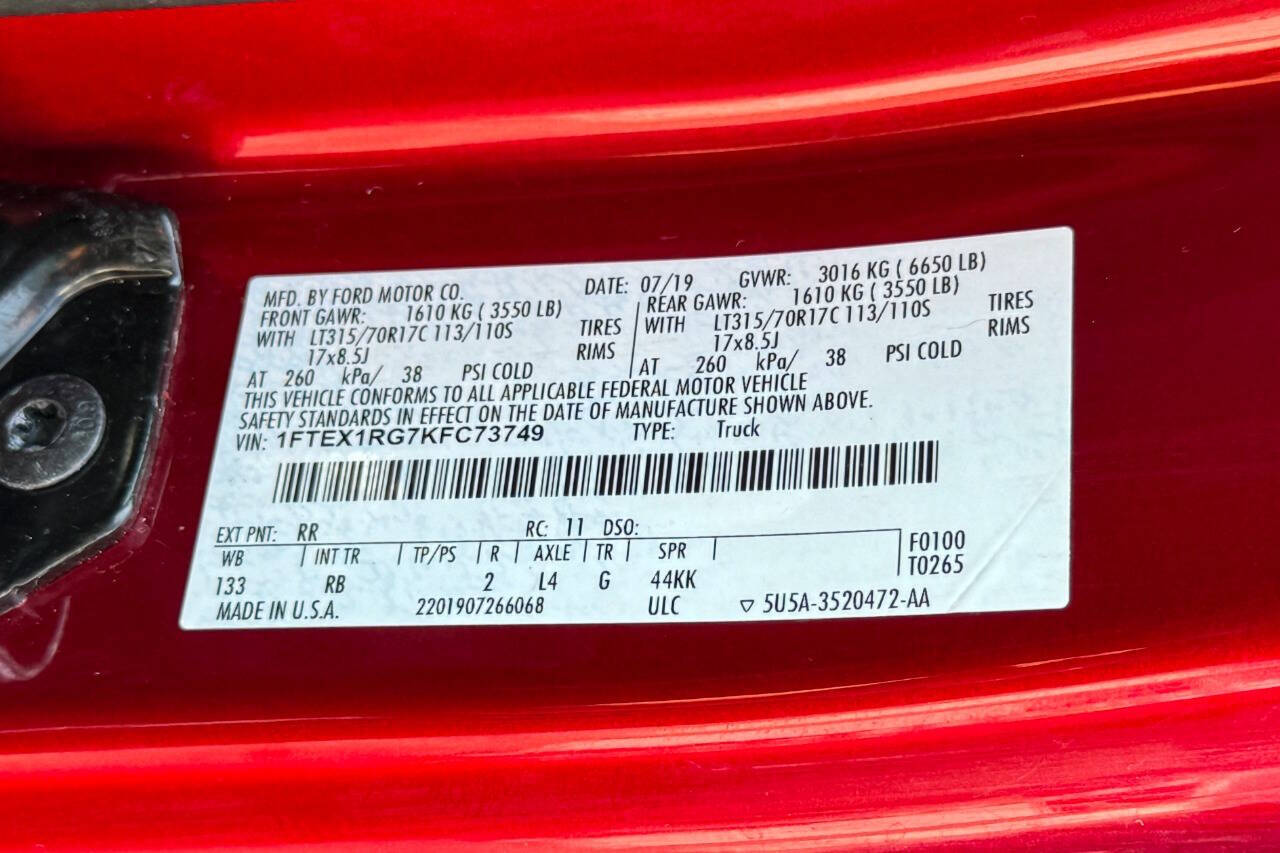 MFD. BY FORD MOTOR CO. DATE: 07/19 GVWR: 3016 KG ( 6650 LB)
FRONT GAWR: 1610 KG ( 3550 LB) REAR GAWR: 1610 KG ( 3550 LB)
WITH LT315/70R17C 113/110S TIRES WITH LT315/70R17C 113/110S TIRES
17x8.5J RIMS 17x8.5J RIMS
AT 260 kPa/ 38 PSI COLD AT 260 kPa/ 38 PSI COLD
THIS VEHICLE CONFORMS TO ALL APPLICABLE FEDERAL MOTOR VEHICLE
SAFETY STANDARDS IN EFFECT ON THE DATE OF MANUFACTURE SHOWN ABOVE.
VIN: 1FTEX1RG7KFC73749 TYPE: Truck
EXT PNT: RR RC: 11 DSO:
WB INT TR TP/PS R AXLE TR SPR F0100
133 RB 2 L4 G 44KK T0265
MADE IN U.S.A. 2201907266068 ULC ▽ 5U5A-3520472-AA